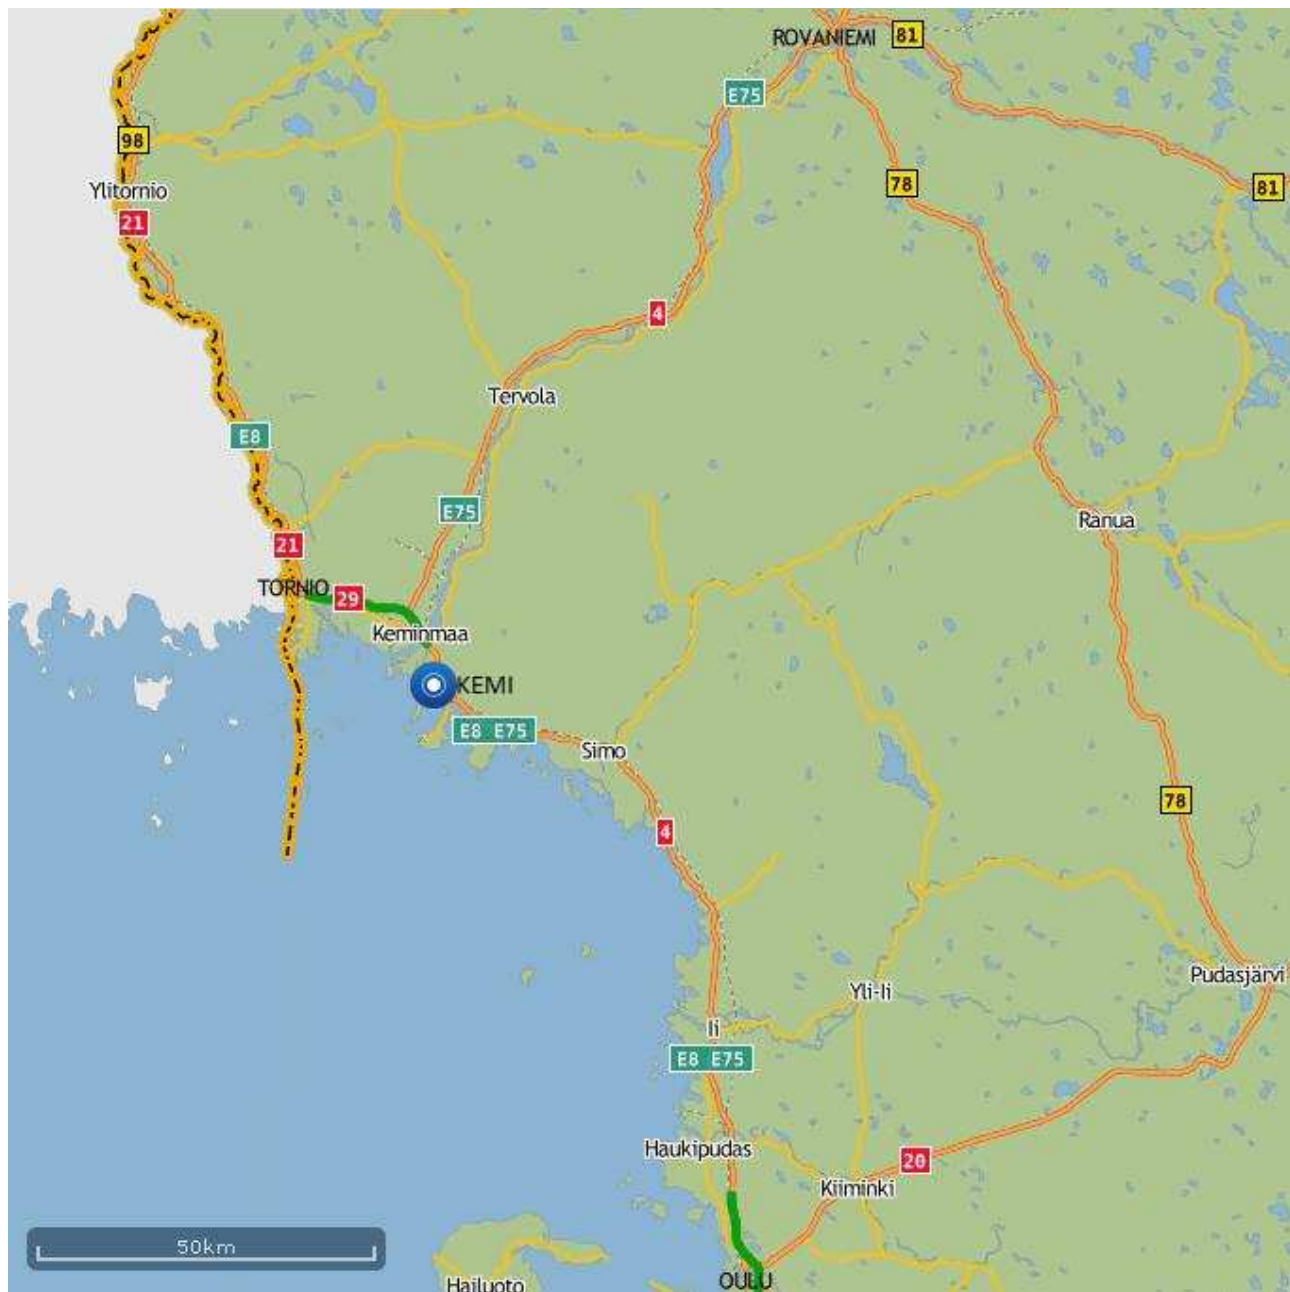 ROVANIEMI
81
E75
98
78
81
Ylitornio
21
4
Tervola
E8
E75
Ranua
21
TORNIO
29
Keminmaa
KEMI
E8 E75
Simo
78
4
Pudasjärvi
Yli-Ii
Ii
E8 E75
Haukipudas
20
Kiiminki
50km
OULU
Hailuoto